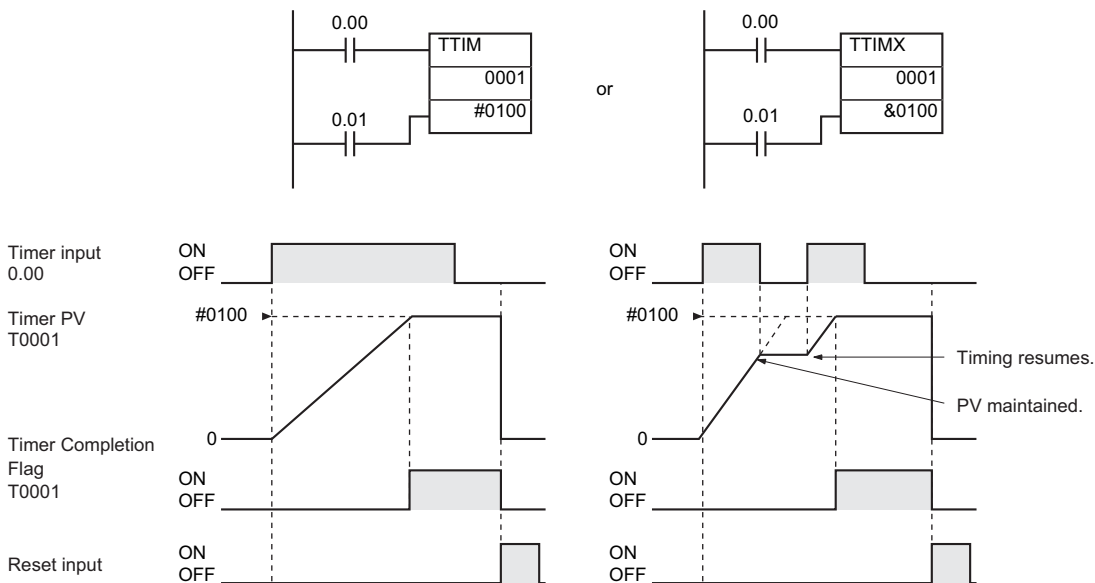 0.00
TTIM
0001
#0100
0.01
or
0.00
TTIMX
0001
&0100
0.01
Timer input
0.00
ON
OFF
ON
OFF
Timer PV
T0001
#0100
0
#0100
0
Timing resumes.
PV maintained.
Timer Completion
Flag
T0001
ON
OFF
ON
OFF
Reset input
ON
OFF
ON
OFF